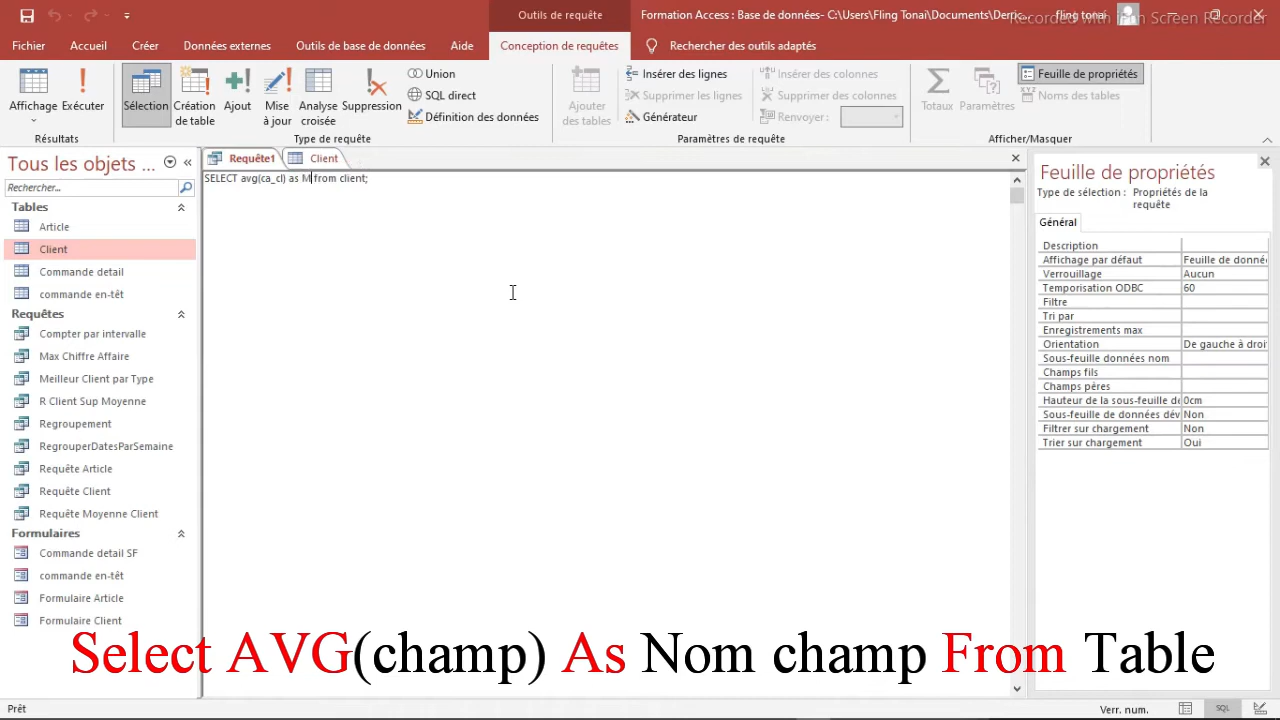 Outils de requête
Formation Access : Base de données- C:\Users\Fling Tonai\Documents\Derric...
fling tonai
Recorded with iTop Screen Recorder
Fichier
Accueil
Créer
Données externes
Outils de base de données
Aide
Conception de requêtes
Rechercher des outils adaptés
Affichage
Exécuter
Sélection
Création de table
Ajout
Mise à jour
Analyse croisée
Suppression
Union
SQL direct
Définition des données
Ajouter des tables
Insérer des lignes
Supprimer les lignes
Générateur
Insérer des colonnes
Supprimer des colonnes
Renvoyer :
Totaux
Paramètres
Feuille de propriétés
Noms des tables
Résultats
Type de requête
Paramètres de requête
Afficher/Masquer
Tous les objets ...
Rechercher...
Tables
Article
Client
Commande detail
commande en-têt
Requêtes
Compter par intervalle
Max Chiffre Affaire
Meilleur Client par Type
R Client Sup Moyenne
Regroupement
RegrouperDatesParSemaine
Requête Article
Requête Client
Requête Moyenne Client
Formulaires
Commande detail SF
commande en-têt
Formulaire Article
Formulaire Client
Requête1
Client
SELECT avg(ca_cl) as M from client;
Feuille de propriétés
Type de sélection : Propriétés de la requête
Général
Description
Affichage par défaut Feuille de donné
Verrouillage Aucun
Temporisation ODBC 60
Filtre
Tri par
Enregistrements max
Orientation De gauche à droi
Sous-feuille données nom
Champs fils
Champs pères
Hauteur de la sous-feuille de 0cm
Sous-feuille de données dév Non
Filtrer sur chargement Non
Trier sur chargement Oui
Select AVG(champ) As Nom champ From Table
Prêt
Verr. num.
SQL